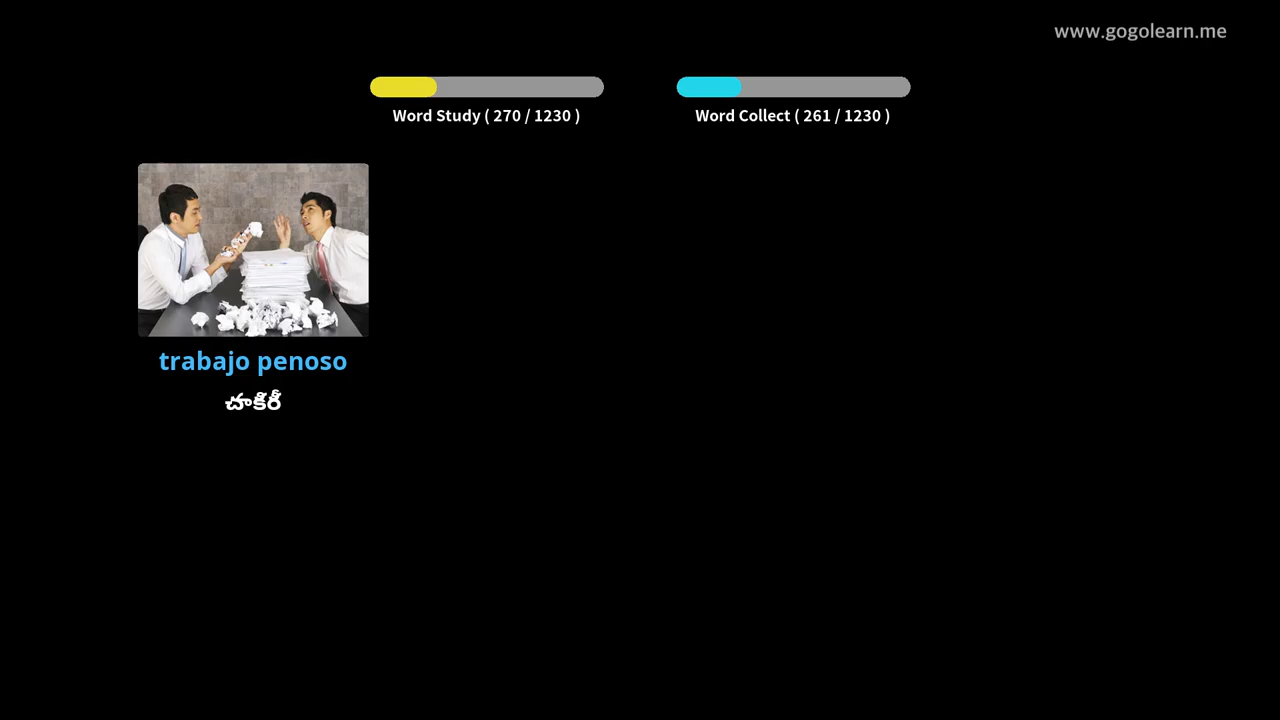 www.gogolearn.me
Word Study ( 270 / 1230 )
Word Collect ( 261 / 1230 )
trabajo penoso
చాకిరీ